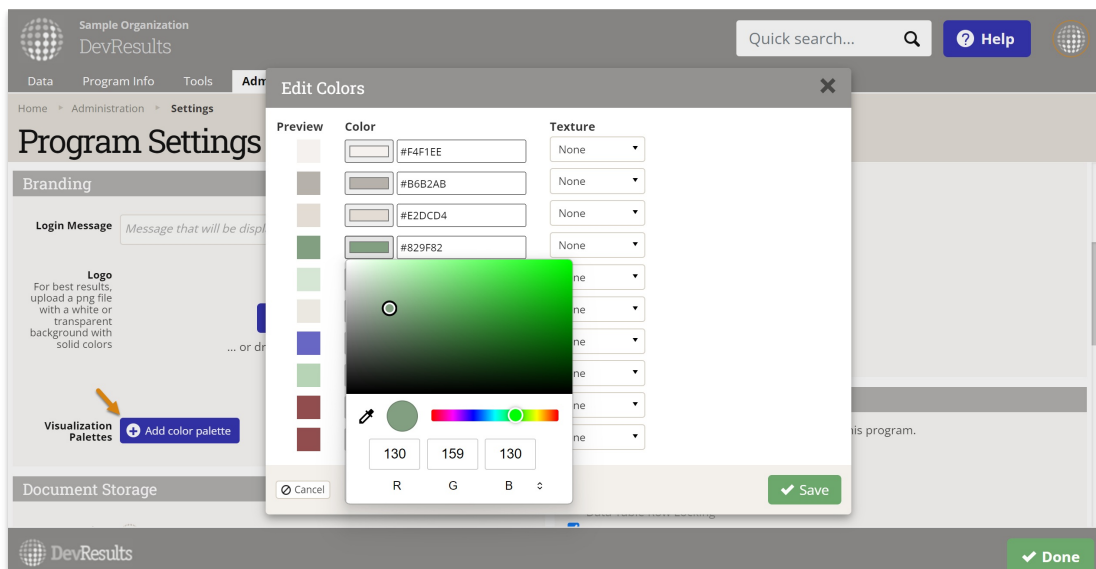 Sample Organization
DevResults
Quick search...
Help
Data Program Info Tools Adm
Home Administration Settings
Program Settings
Edit Colors
Preview Color Texture
#F4F1EE None
#B6B2AB None
#E2DCD4 None
#829F82 None
ne
ne
ne
ne
ne
ne
130 159 130
R G B
Cancel
Save
Branding
Login Message Message that will be displ
Logo
For best results,
upload a png file
with a white or
transparent
background with
solid colors
... or dr
Visualization
Palettes
Add color palette
his program.
Document Storage
Data Table Row Locking
DevResults
Done